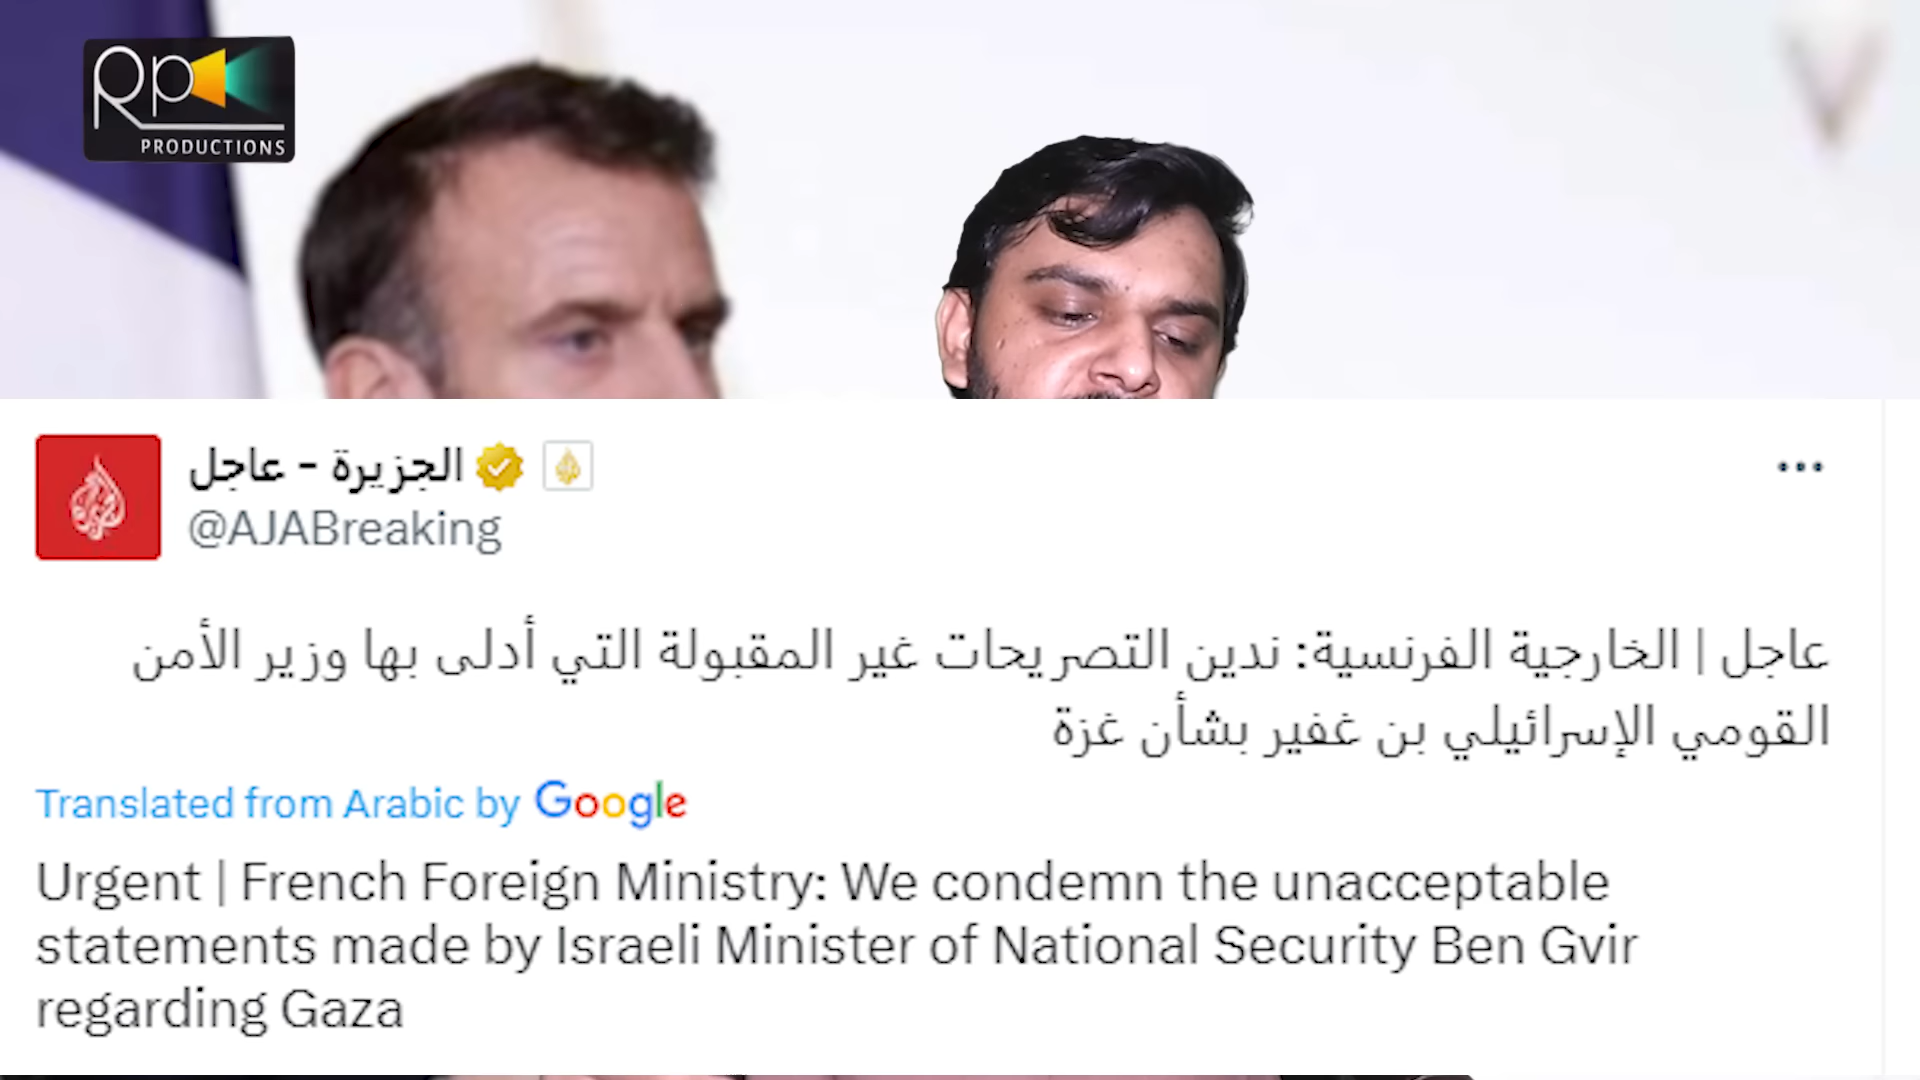 Rp
PRODUCTIONS
الجزيرة - عاجل
@AJABreaking
عاجل | الخارجية الفرنسية: ندين التصريحات غير المقبولة التي أدلى بها وزير الأمن
القومي الإسرائيلي بن غفير بشأن غزة
Translated from Arabic by Google
Urgent | French Foreign Ministry: We condemn the unacceptable
statements made by Israeli Minister of National Security Ben Gvir
regarding Gaza